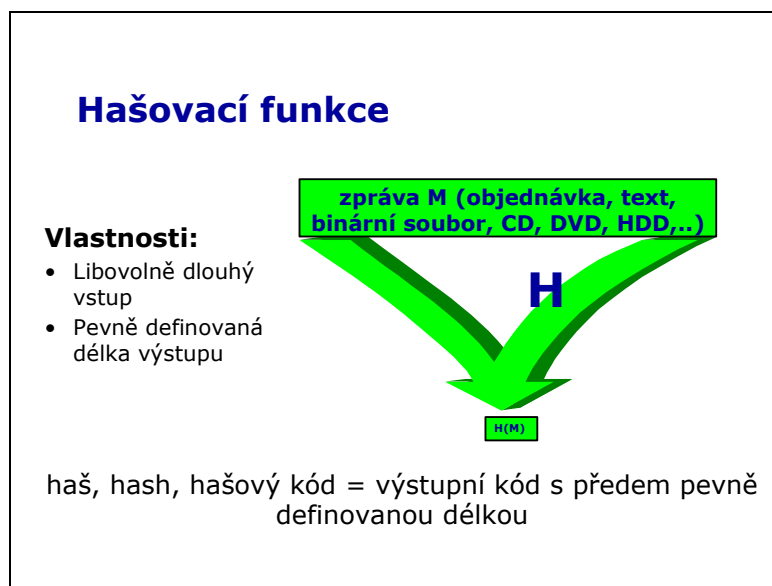 Hašovací funkce
zpráva M (objednávka, text,
binární soubor, CD, DVD, HDD,..)
Vlastnosti:
• Libovolně dlouhý
vstup
• Pevně definovaná
délka výstupu
H
H(M)
haš, hash, hašový kód = výstupní kód s předem pevně
definovanou délkou